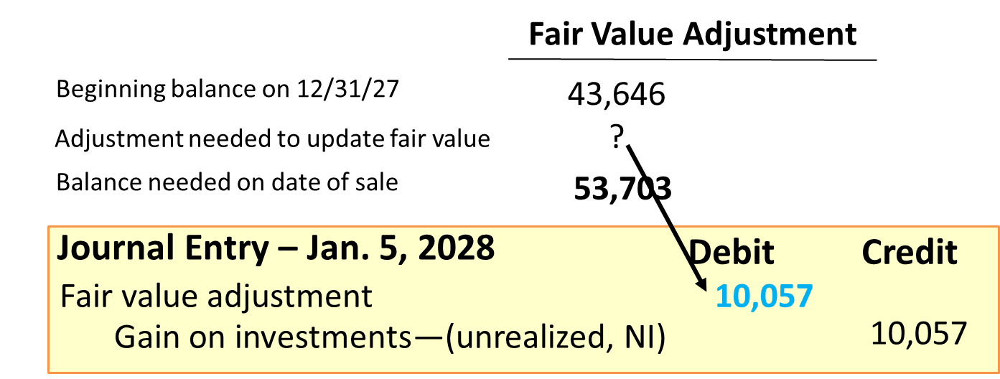 Fair Value Adjustment
Beginning balance on 12/31/27 43,646
Adjustment needed to update fair value ?
Balance needed on date of sale 53,703
Journal Entry – Jan. 5, 2028 Debit Credit
Fair value adjustment 10,057
Gain on investments—(unrealized, NI) 10,057